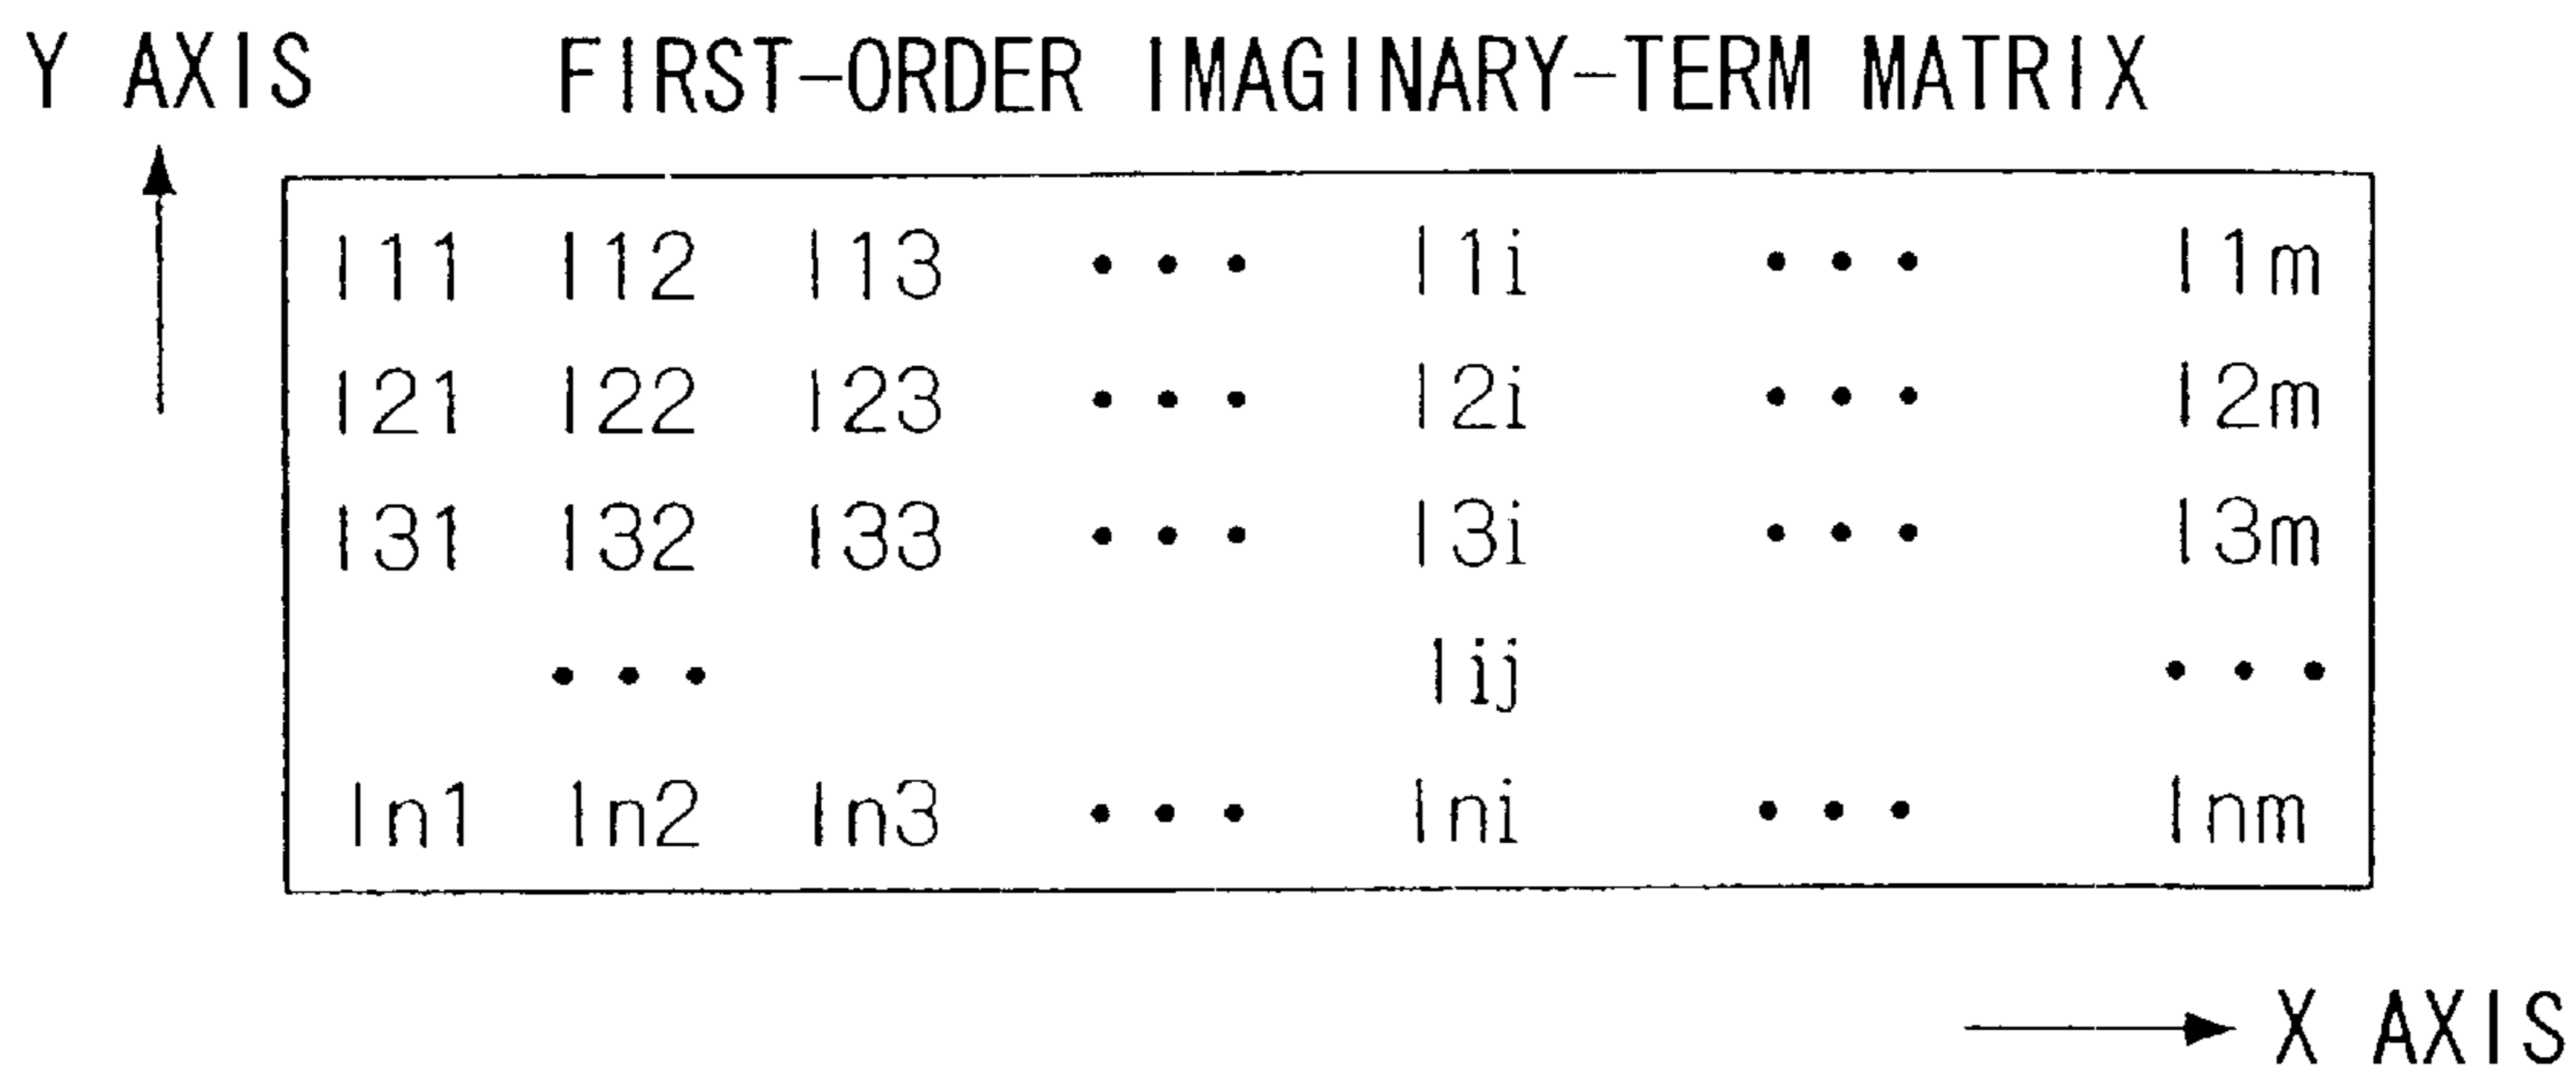 Y AXIS FIRST-ORDER IMAGINARY-TERM MATRIX
I11 I12 I13 • • • I1i • • • I1m
I21 I22 I23 • • • I2i • • • I2m
I31 I32 I33 • • • I3i • • • I3m
• • • Iij • • •
In1 In2 In3 • • • Ini • • • Inm
X AXIS